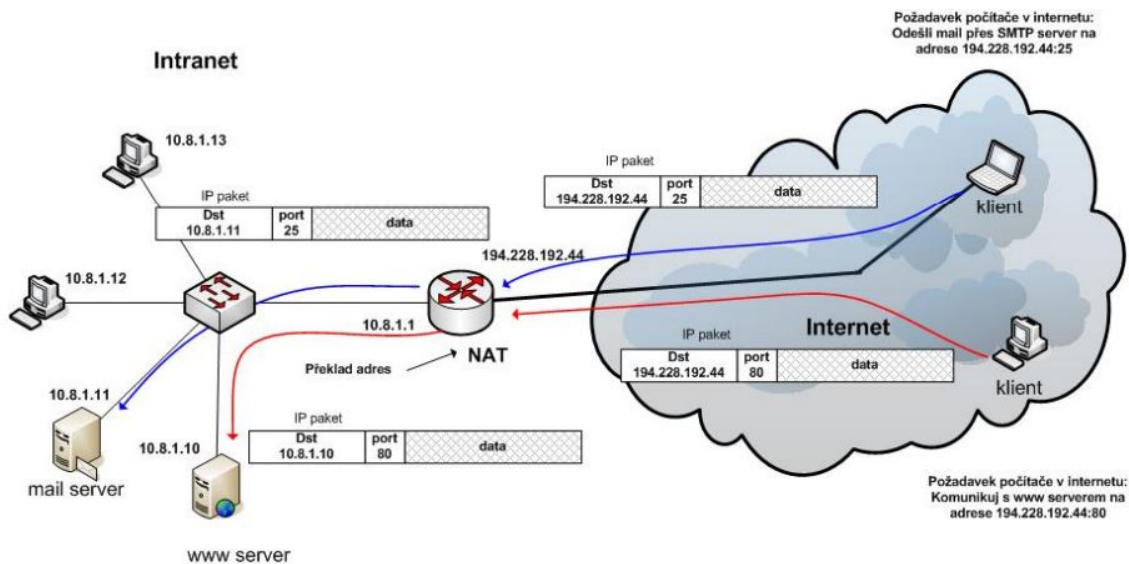 Požadavek počítače v internetu:
Odešli mail přes SMTP server na
adrese 194.228.192.44:25
Intranet
10.8.1.13
IP paket
Dst
10.8.1.11
port
25
data
IP paket
Dst
194.228.192.44
port
25
data
klient
194.228.192.44
10.8.1.12
10.8.1.1
NAT
Překlad adres
Internet
IP paket
Dst
194.228.192.44
port
80
data
klient
10.8.1.11
mail server
10.8.1.10
www server
IP paket
Dst
10.8.1.10
port
80
data
Požadavek počítače v internetu:
Komunikuj s www serverem na
adrese 194.228.192.44:80